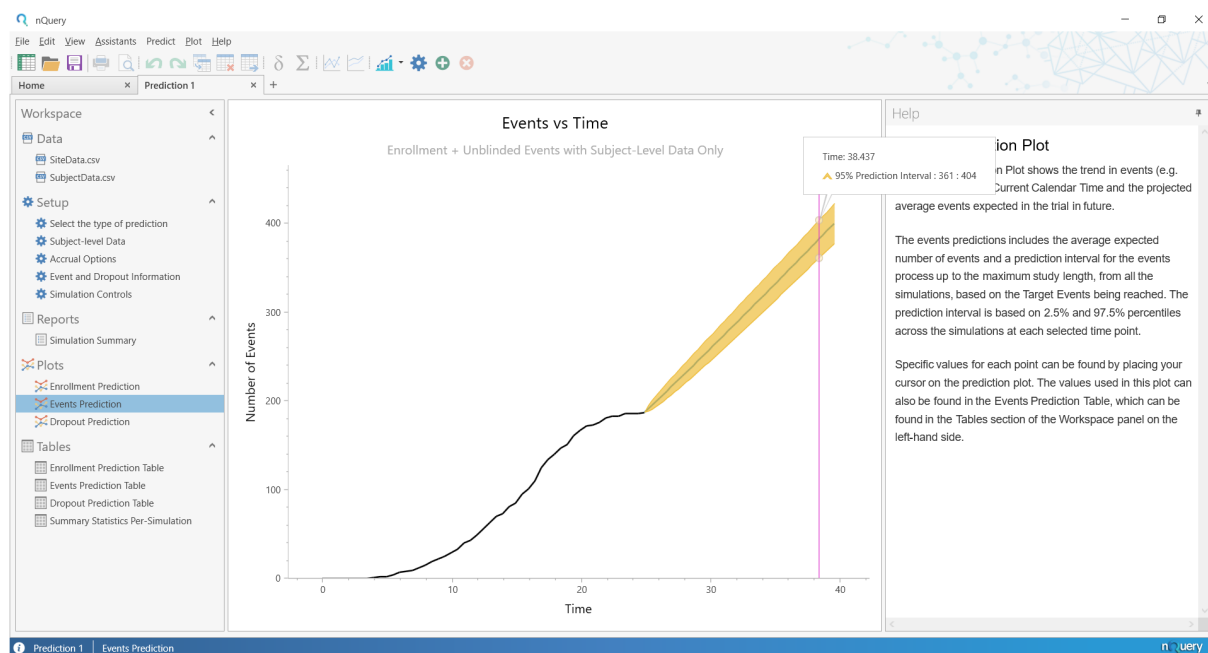 nQuery
File Edit View Assistants Predict Plot Help
Home
Prediction 1
Workspace
Data
SiteData.csv
SubjectData.csv
Setup
Select the type of prediction
Subject-level Data
Accrual Options
Event and Dropout Information
Simulation Controls
Reports
Simulation Summary
Plots
Enrollment Prediction
Events Prediction
Dropout Prediction
Tables
Enrollment Prediction Table
Events Prediction Table
Dropout Prediction Table
Summary Statistics Per-Simulation
Events vs Time
Enrollment + Unblinded Events with Subject-Level Data Only
Time: 38.437
95% Prediction Interval : 361 : 404
Number of Events
400
300
200
100
0
0 10 20 30 40
Time
Help
ion Plot
n Plot shows the trend in events (e.g.
Current Calendar Time and the projected
average events expected in the trial in future.
The events predictions includes the average expected
number of events and a prediction interval for the events
process up to the maximum study length, from all the
simulations, based on the Target Events being reached. The
prediction interval is based on 2.5% and 97.5% percentiles
across the simulations at each selected time point.
Specific values for each point can be found by placing your
cursor on the prediction plot. The values used in this plot can
also be found in the Events Prediction Table, which can be
found in the Tables section of the Workspace panel on the
left-hand side.
Prediction 1 Events Prediction
nQuery